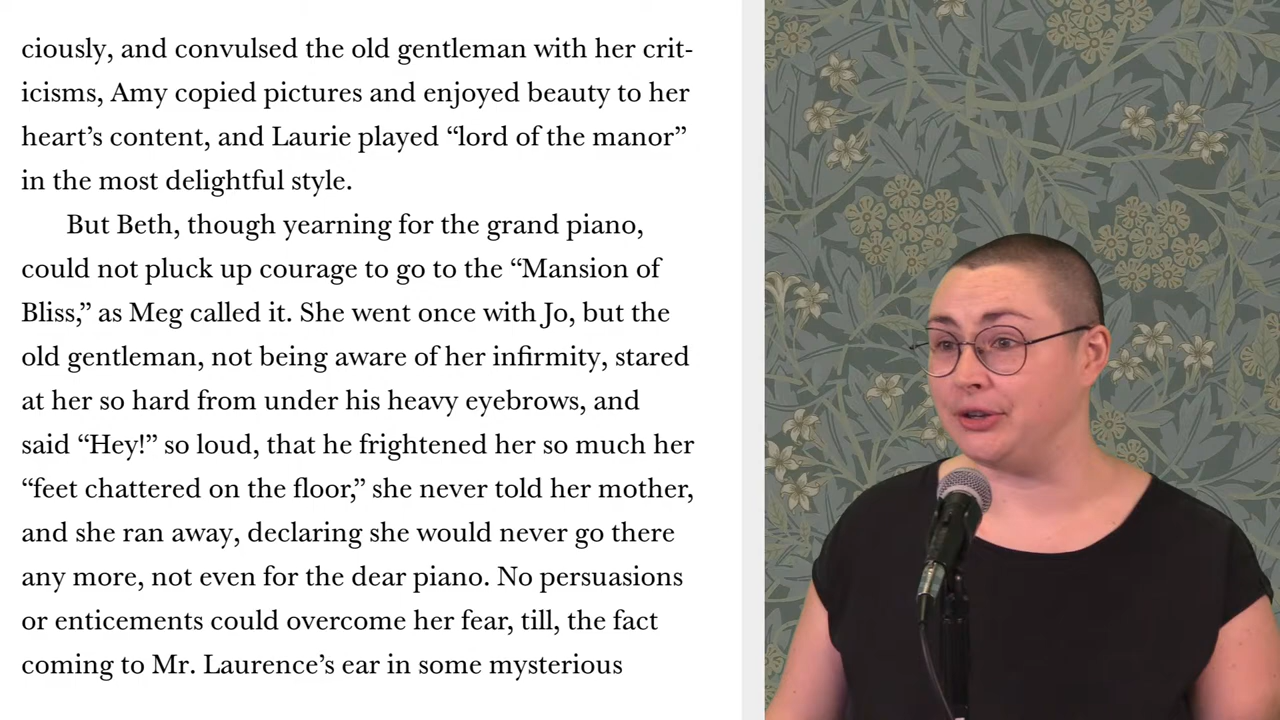 ciously, and convulsed the old gentleman with her crit-
icisms, Amy copied pictures and enjoyed beauty to her
heart’s content, and Laurie played “lord of the manor”
in the most delightful style.
But Beth, though yearning for the grand piano,
could not pluck up courage to go to the “Mansion of
Bliss,” as Meg called it. She went once with Jo, but the
old gentleman, not being aware of her infirmity, stared
at her so hard from under his heavy eyebrows, and
said “Hey!” so loud, that he frightened her so much her
“feet chattered on the floor,” she never told her mother,
and she ran away, declaring she would never go there
any more, not even for the dear piano. No persuasions
or enticements could overcome her fear, till, the fact
coming to Mr. Laurence’s ear in some mysterious